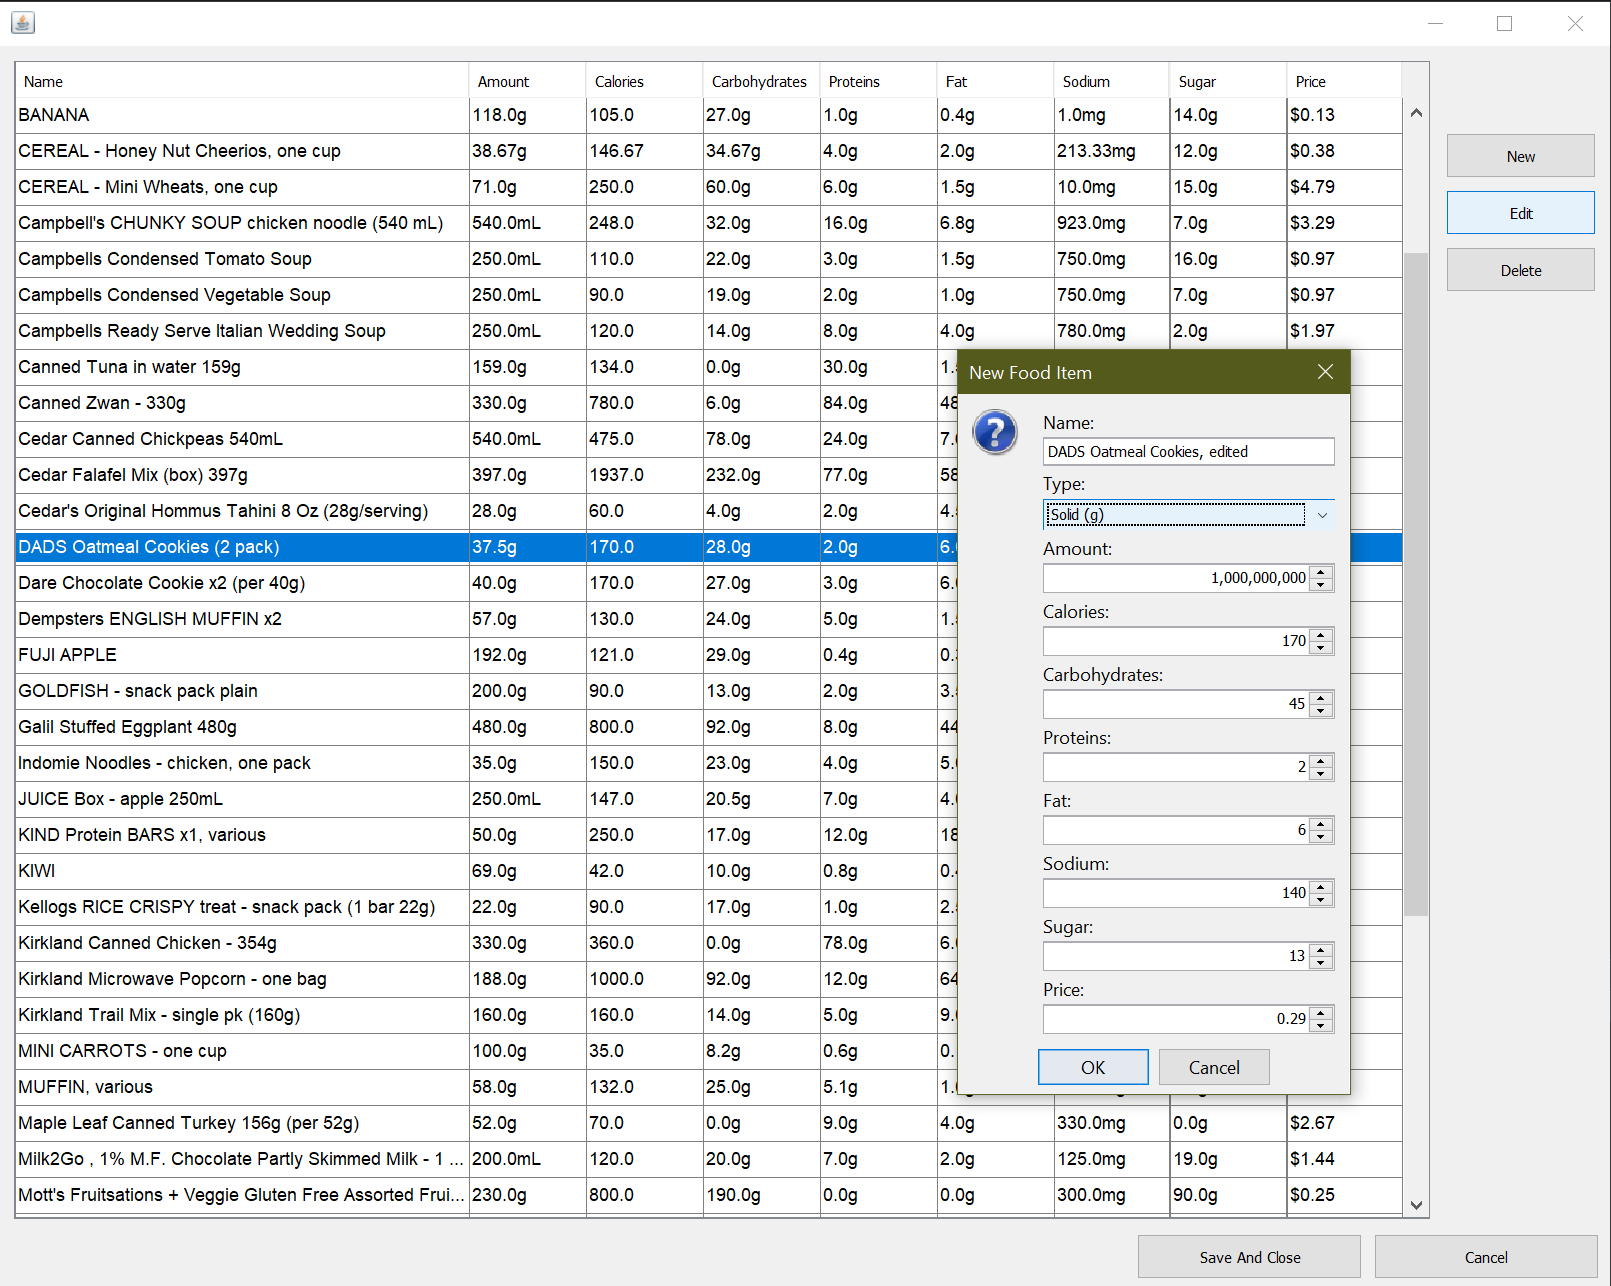 Name Amount Calories Carbohydrates Proteins Fat Sodium Sugar Price
BANANA 118.0g 105.0 27.0g 1.0g 0.4g 1.0mg 14.0g $0.13
CEREAL - Honey Nut Cheerios, one cup 38.67g 146.67 34.67g 4.0g 2.0g 213.33mg 12.0g $0.38
CEREAL - Mini Wheats, one cup 71.0g 250.0 60.0g 6.0g 1.5g 10.0mg 15.0g $4.79
Campbell's CHUNKY SOUP chicken noodle (540 mL) 540.0mL 248.0 32.0g 16.0g 6.8g 923.0mg 7.0g $3.29
Campbells Condensed Tomato Soup 250.0mL 110.0 22.0g 3.0g 1.5g 750.0mg 16.0g $0.97
Campbells Condensed Vegetable Soup 250.0mL 90.0 19.0g 2.0g 1.0g 750.0mg 7.0g $0.97
Campbells Ready Serve Italian Wedding Soup 250.0mL 120.0 14.0g 8.0g 4.0g 780.0mg 2.0g $1.97
Canned Tuna in water 159g 159.0g 134.0 0.0g 30.0g
Canned Zwan - 330g 330.0g 780.0 6.0g 84.0g
Cedar Canned Chickpeas 540mL 540.0mL 475.0 78.0g 24.0g
Cedar Falafel Mix (box) 397g 397.0g 1937.0 232.0g 77.0g
Cedar's Original Hommus Tahini 8 Oz (28g/serving) 28.0g 60.0 4.0g 2.0g
DADS Oatmeal Cookies (2 pack) 37.5g 170.0 28.0g 2.0g
Dare Chocolate Cookie x2 (per 40g) 40.0g 170.0 27.0g 3.0g
Dempsters ENGLISH MUFFIN x2 57.0g 130.0 24.0g 5.0g
FUJI APPLE 192.0g 121.0 29.0g 0.4g
GOLDFISH - snack pack plain 200.0g 90.0 13.0g 2.0g
Galil Stuffed Eggplant 480g 480.0g 800.0 92.0g 8.0g
Indomie Noodles - chicken, one pack 35.0g 150.0 23.0g 4.0g
JUICE Box - apple 250mL 250.0mL 147.0 20.5g 7.0g
KIND Protein BARS x1, various 50.0g 250.0 17.0g 12.0g
KIWI 69.0g 42.0 10.0g 0.8g
Kellogs RICE CRISPY treat - snack pack (1 bar 22g) 22.0g 90.0 17.0g 1.0g
Kirkland Canned Chicken - 354g 330.0g 360.0 0.0g 78.0g
Kirkland Microwave Popcorn - one bag 188.0g 1000.0 92.0g 12.0g
Kirkland Trail Mix - single pk (160g) 160.0g 160.0 14.0g 5.0g
MINI CARROTS - one cup 100.0g 35.0 8.2g 0.6g
MUFFIN, various 58.0g 132.0 25.0g 5.1g
Maple Leaf Canned Turkey 156g (per 52g) 52.0g 70.0 0.0g 9.0g 4.0g 330.0mg 0.0g $2.67
Milk2Go , 1% M.F. Chocolate Partly Skimmed Milk - 1 ... 200.0mL 120.0 20.0g 7.0g 2.0g 125.0mg 19.0g $1.44
Mott's Fruitsations + Veggie Gluten Free Assorted Frui... 230.0g 800.0 190.0g 0.0g 0.0g 300.0mg 90.0g $0.25
New
Edit
Delete
New Food Item
Name:
DADS Oatmeal Cookies, edited
Type:
Solid (g)
Amount:
1,000,000,000
Calories:
170
Carbohydrates:
45
Proteins:
2
Fat:
6
Sodium:
140
Sugar:
13
Price:
0.29
OK Cancel
Save And Close Cancel